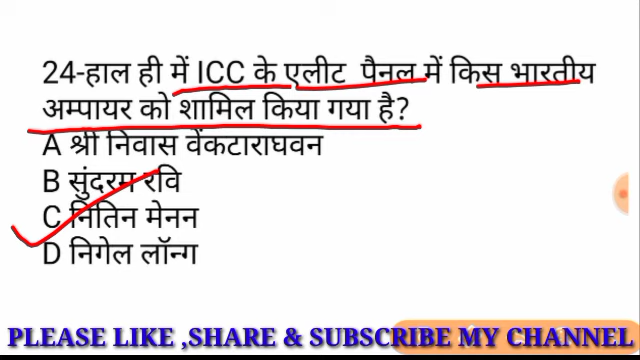 24-हाल ही में ICC के एलीट पैनल में किस भारतीय
अम्पायर को शामिल किया गया है?
A श्री निवास वेंकटाराघवन
B सुंदरम रवि
C नितिन मेनन
D निगेल लॉन्ग
PLEASE LIKE ,SHARE & SUBSCRIBE MY CHANNEL